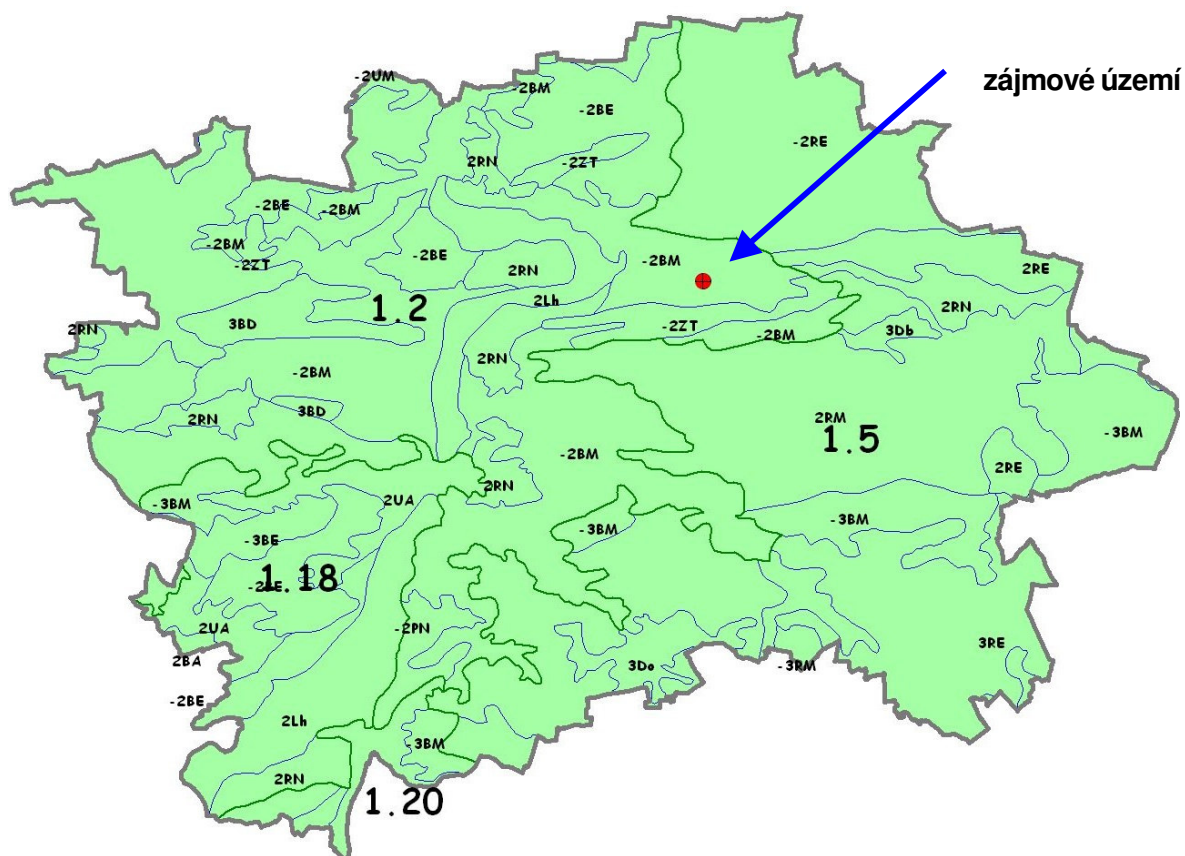 -2UM
-2BM
-2BE
zájmové území
-2RE
2RN
-2ZT
-2BE
-2BM
-2BM
-2BE
-2ZT
2RN
-2BM
2RE
2Lh
1.2
2RN
3BD
2RN
-2ZT
-2BM
3Db
2RN
-2BM
3BD
2RN
2RM
1.5
-3BM
-2BM
2RE
2RN
2UA
-3BM
-3BM
-3BM
-3BE
1.18
2UA
-2PN
2BA
3Do
-3RM
3RE
-2BE
2Lh
-3BM
2RN
1.20